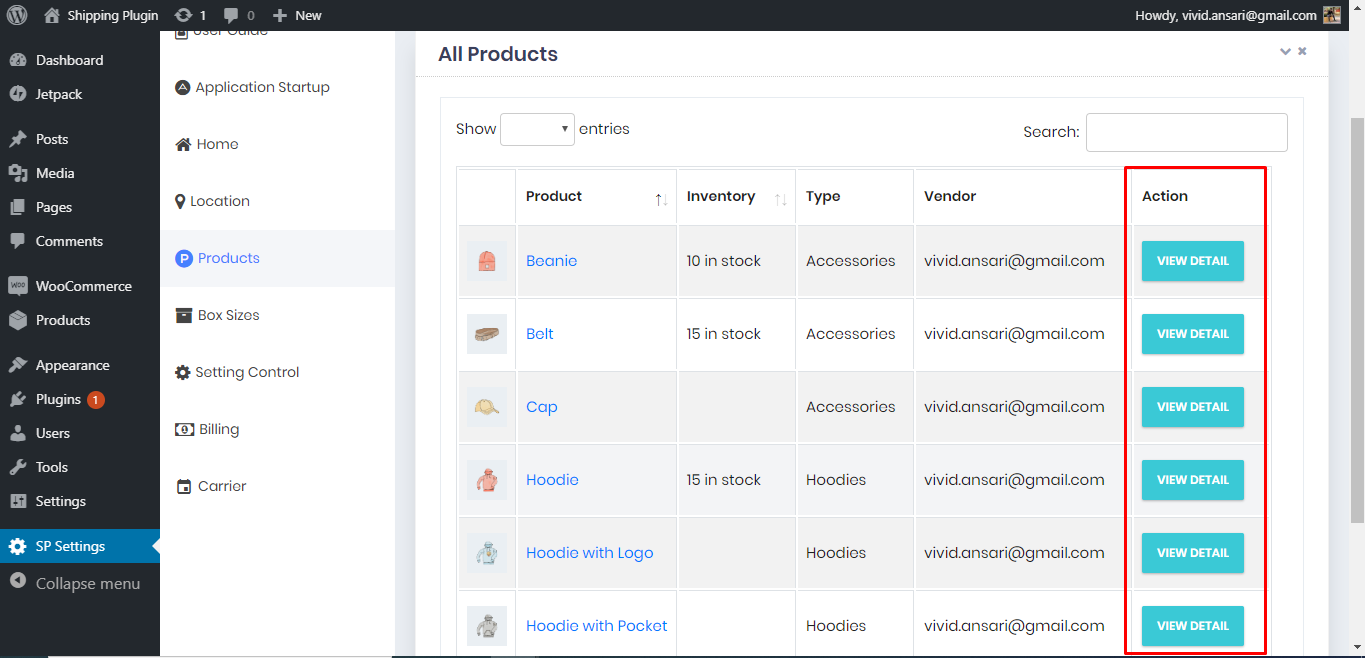 Shipping Plugin 1 0 New Howdy, vivid.ansari@gmail.com
Dashboard
Jetpack
Posts
Media
Pages
Comments
WooCommerce
Products
Appearance
Plugins 1
Users
Tools
Settings
SP Settings
Collapse menu
User Guide
Application Startup
Home
Location
Products
Box Sizes
Setting Control
Billing
Carrier
All Products
Show entries Search:
Product Inventory Type Vendor Action
Beanie 10 in stock Accessories vivid.ansari@gmail.com VIEW DETAIL
Belt 15 in stock Accessories vivid.ansari@gmail.com VIEW DETAIL
Cap Accessories vivid.ansari@gmail.com VIEW DETAIL
Hoodie 15 in stock Hoodies vivid.ansari@gmail.com VIEW DETAIL
Hoodie with Logo Hoodies vivid.ansari@gmail.com VIEW DETAIL
Hoodie with Pocket Hoodies vivid.ansari@gmail.com VIEW DETAIL